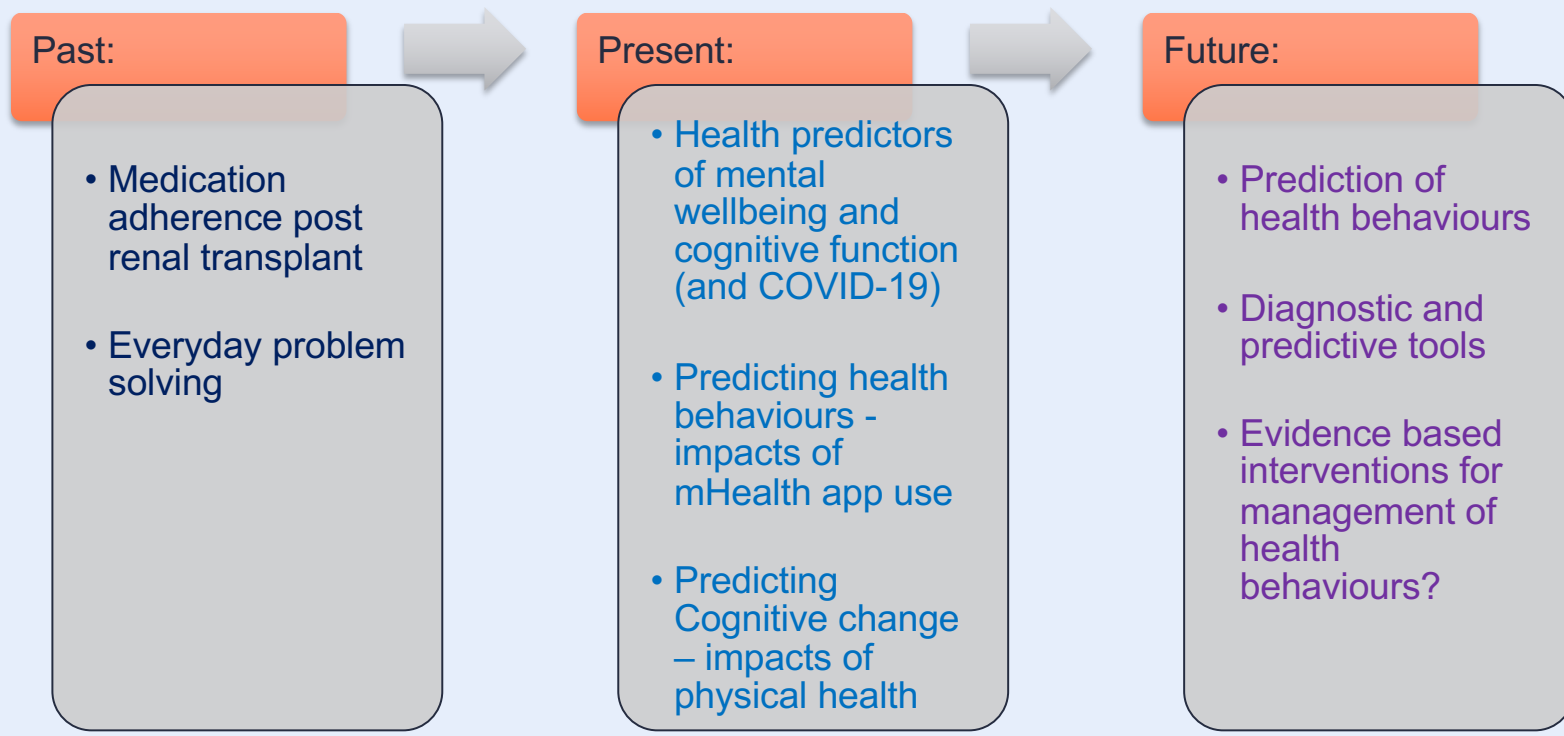 Past:
• Medication
adherence post
renal transplant
• Everyday problem
solving
Present:
• Health predictors
of mental
wellbeing and
cognitive function
(and COVID-19)
• Predicting health
behaviours -
impacts of
mHealth app use
• Predicting
Cognitive change
– impacts of
physical health
Future:
• Prediction of
health behaviours
• Diagnostic and
predictive tools
• Evidence based
interventions for
management of
health
behaviours?